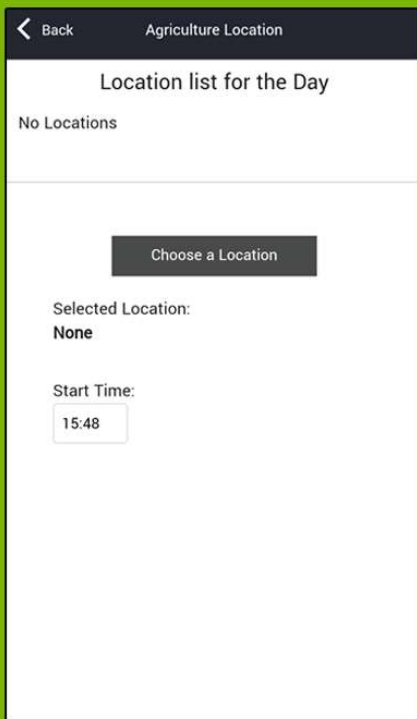 Back
Agriculture Location
Location list for the Day
No Locations
Choose a Location
Selected Location:
None
Start Time:
15:48